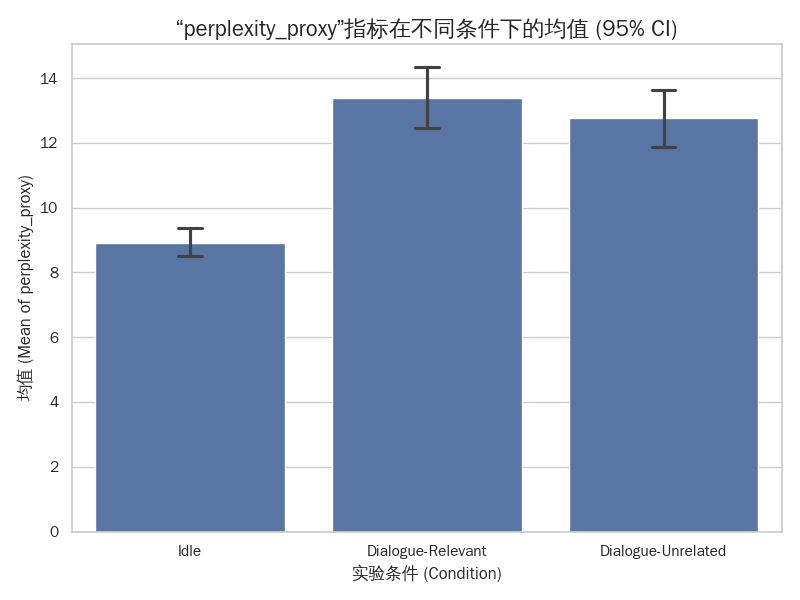 “perplexity_proxy”指标在不同条件下的均值 (95% CI)
均值 (Mean of perplexity_proxy)
14
12
10
8
6
4
2
0
Idle
Dialogue-Relevant
Dialogue-Unrelated
实验条件 (Condition)